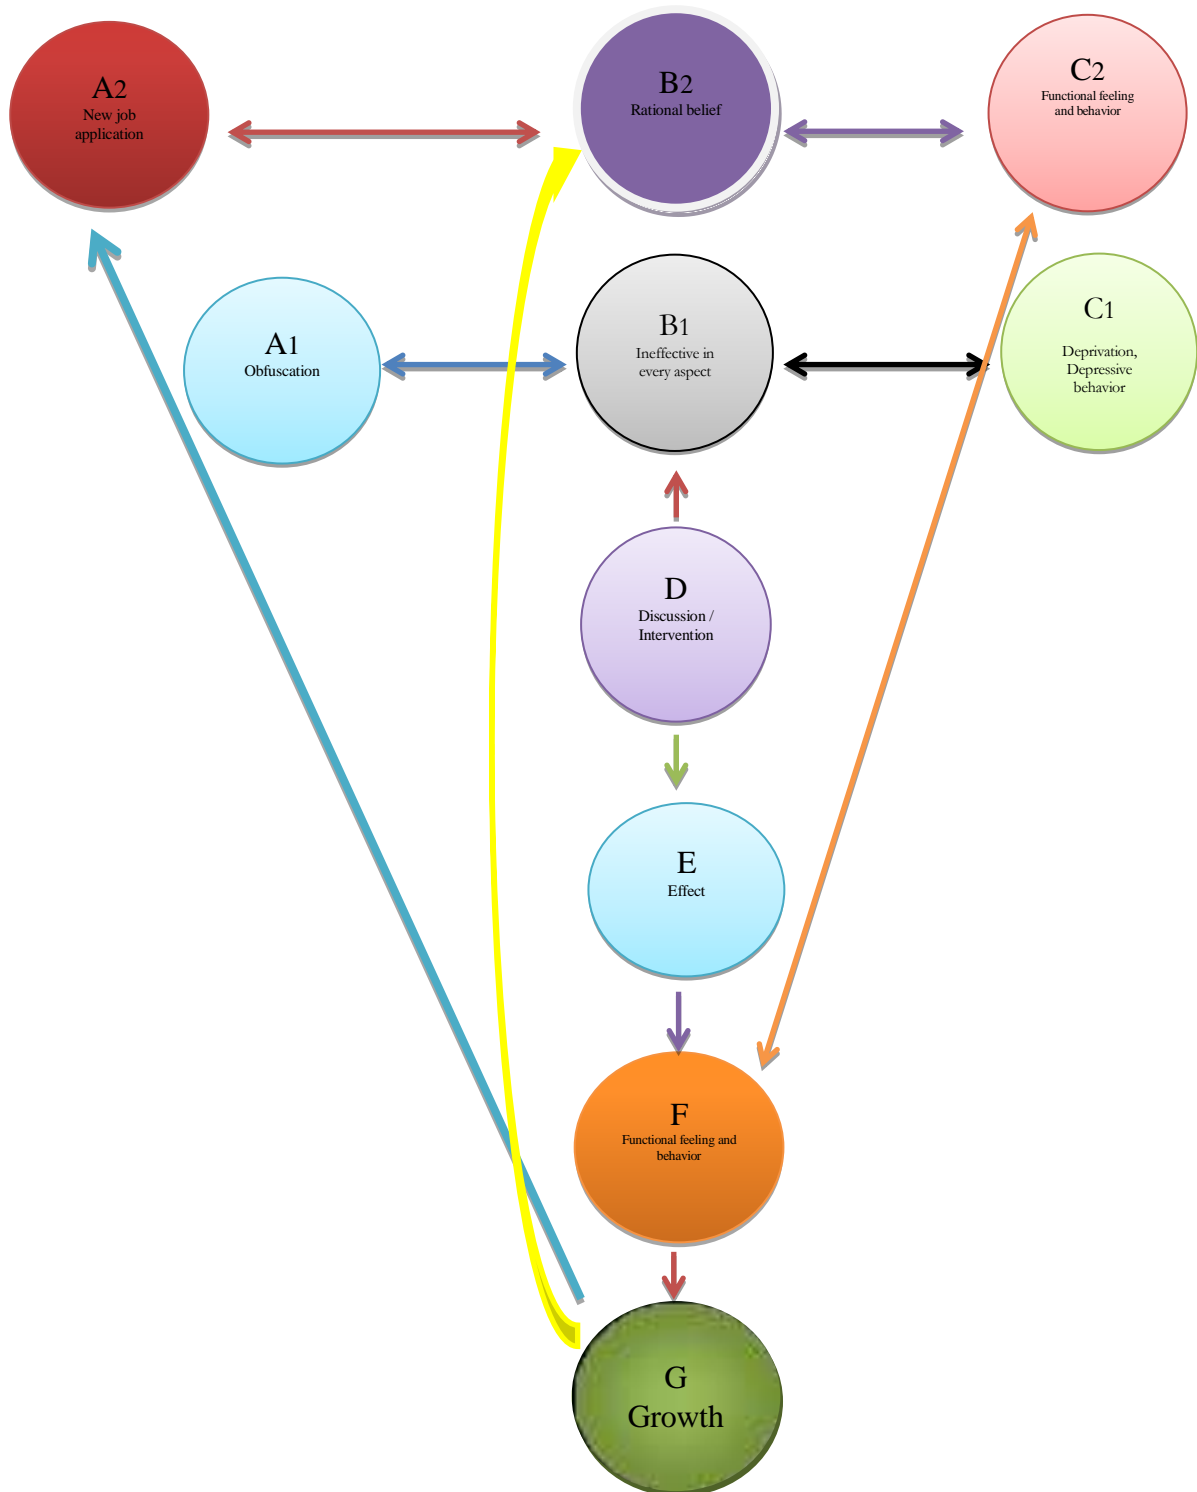 A2
New job
application
B2
Rational belief
C2
Functional feeling
and behavior
A1
Obfuscation
B1
Ineffective in
every aspect
C1
Deprivation,
Depressive
behavior
D
Discussion /
Intervention
E
Effect
F
Functional feeling and
behavior
G
Growth